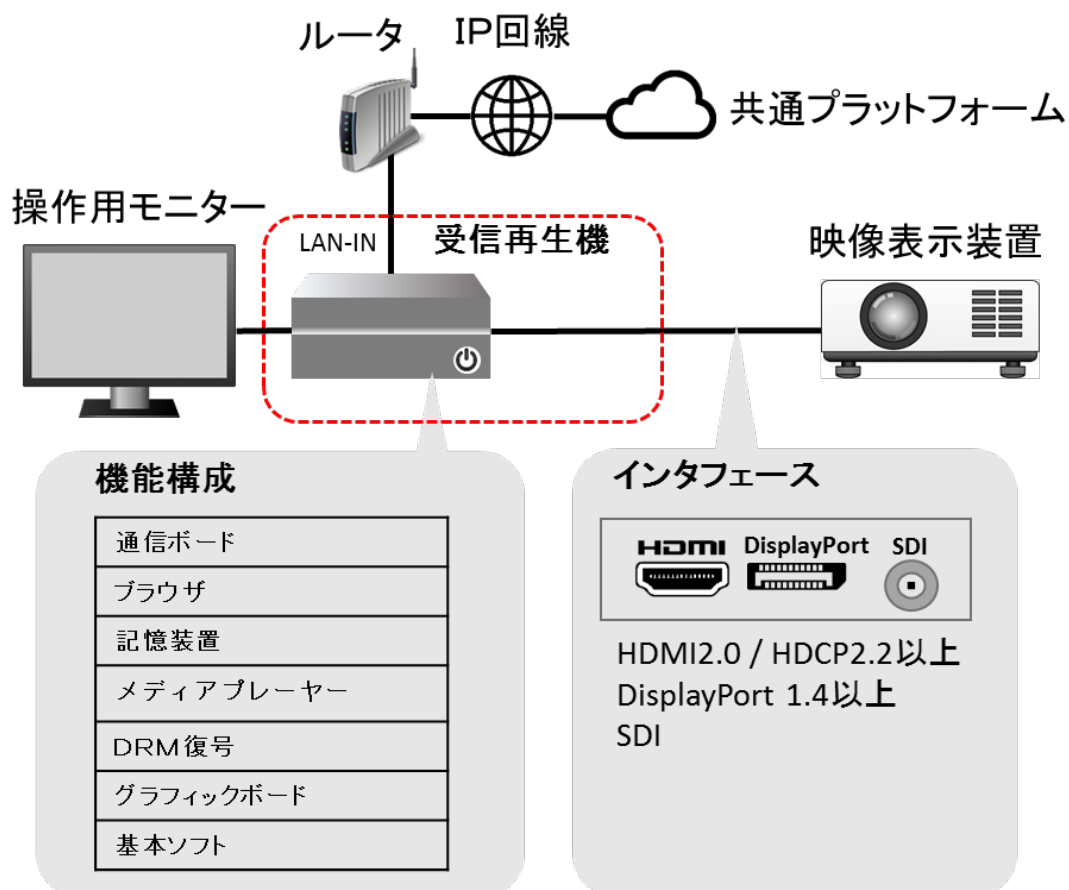 ルータ
IP回線
共通プラットフォーム
操作用モニター
LAN-IN
受信再生機
映像表示装置
機能構成
通信ボード
ブラウザ
記憶装置
メディアプレーヤー
DRM復号
グラフィックボード
基本ソフト
インタフェース
HDMI
DisplayPort
SDI
HDMI2.0 / HDCP2.2以上
DisplayPort 1.4以上
SDI